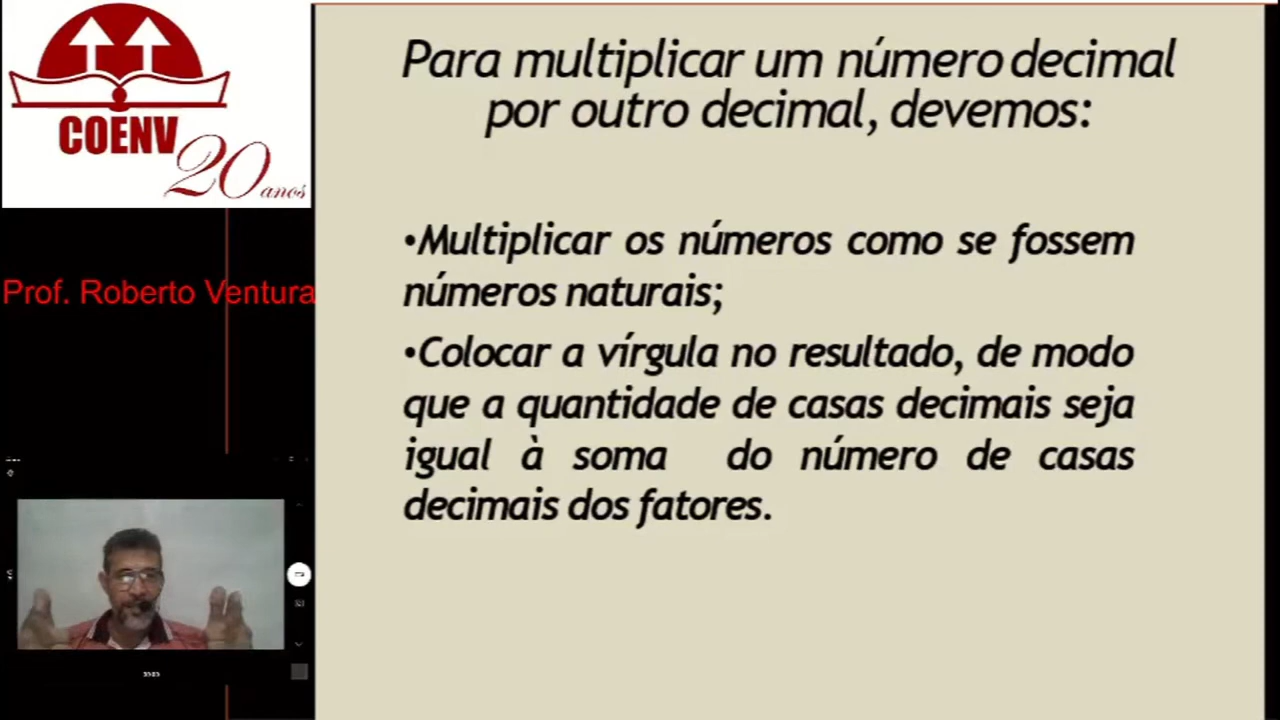 COENV
20 anos
Prof. Roberto Ventura
Para multiplicar um número decimal
por outro decimal, devemos:
•Multiplicar os números como se fossem
números naturais;
•Colocar a vírgula no resultado, de modo
que a quantidade de casas decimais seja
igual à soma do número de casas
decimais dos fatores.